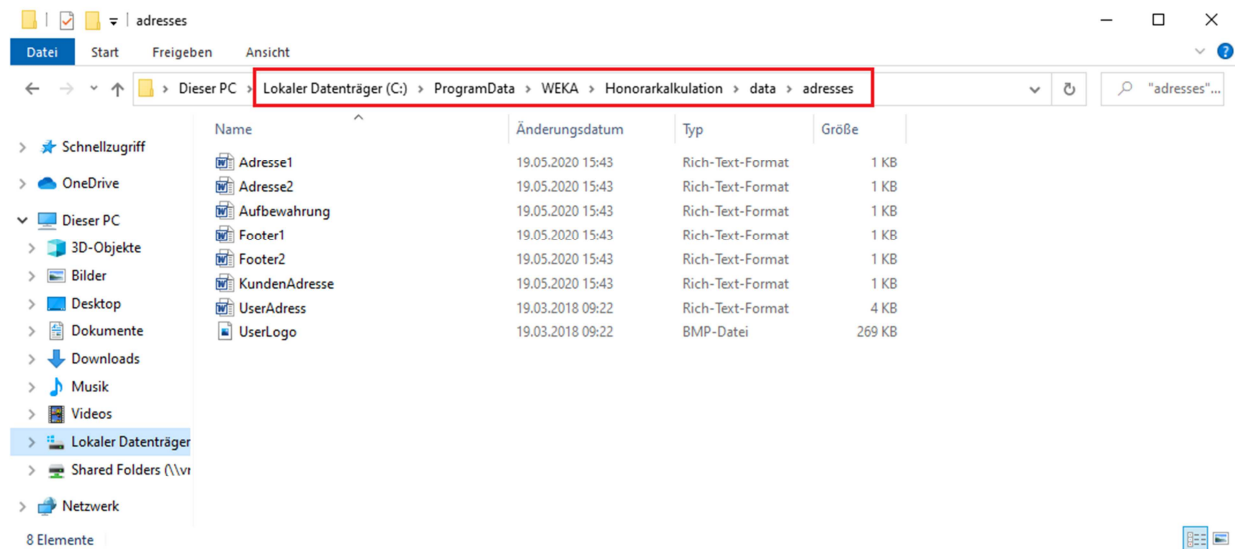 adresses
Datei Start Freigeben Ansicht
Dieser PC > Lokaler Datenträger (C:) > ProgramData > WEKA > Honorarkalkulation > data > adresses "adresses"...
Name Änderungsdatum Typ Größe
Schnellzugriff
OneDrive
Dieser PC
3D-Objekte
Bilder
Desktop
Dokumente
Downloads
Musik
Videos
Lokaler Datenträger
Shared Folders (\\vr
Netzwerk
Adresse1 19.05.2020 15:43 Rich-Text-Format 1 KB
Adresse2 19.05.2020 15:43 Rich-Text-Format 1 KB
Aufbewahrung 19.05.2020 15:43 Rich-Text-Format 1 KB
Footer1 19.05.2020 15:43 Rich-Text-Format 1 KB
Footer2 19.05.2020 15:43 Rich-Text-Format 1 KB
KundenAdresse 19.05.2020 15:43 Rich-Text-Format 1 KB
UserAdress 19.03.2018 09:22 Rich-Text-Format 4 KB
UserLogo 19.03.2018 09:22 BMP-Datei 269 KB
8 Elemente